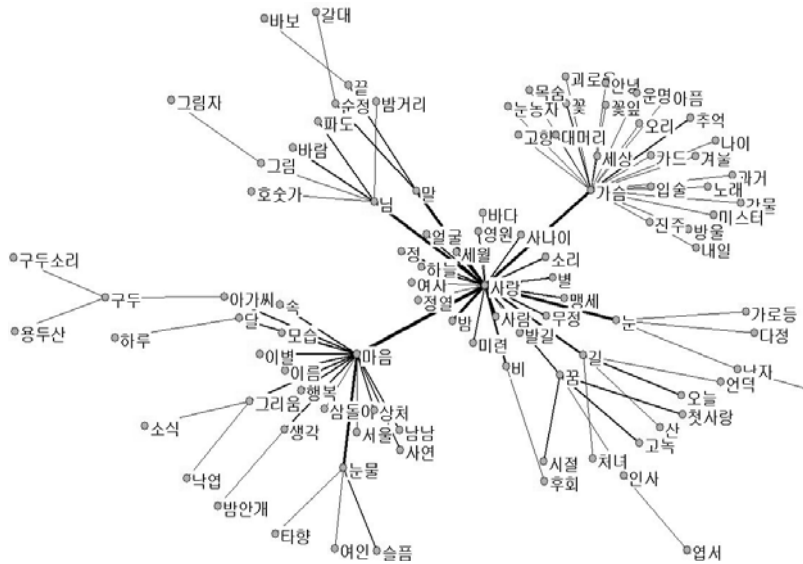 바보
갈대
끝
순정
밤거리
파도
그림자
바람
그림
호숫가
님
말
괴로움
안녕
목숨
운명
아픔
눈농자
꽃
꽃잎
추억
오리
고향
대머리
나이
세상
카드
겨울
과거
가슴
입술
노래
강물
미스터
진주
방울
내일
바다
얼굴
영원
사나이
정
세월
소리
하늘
별
여사
사랑
맹세
정열
밤
사람
무정
눈
가로등
발길
다정
미련
비
길
남자
꿈
언덕
오늘
첫사랑
산
고녹
시절
처녀
후회
인사
엽서
구두소리
구두
아가씨
속
용두산
달
하루
모습
이별
마음
이름
행복
그리움
삼돌이
상처
소식
생각
서울
남남
사연
낙엽
눈물
밤안개
타향
여인
슬픔